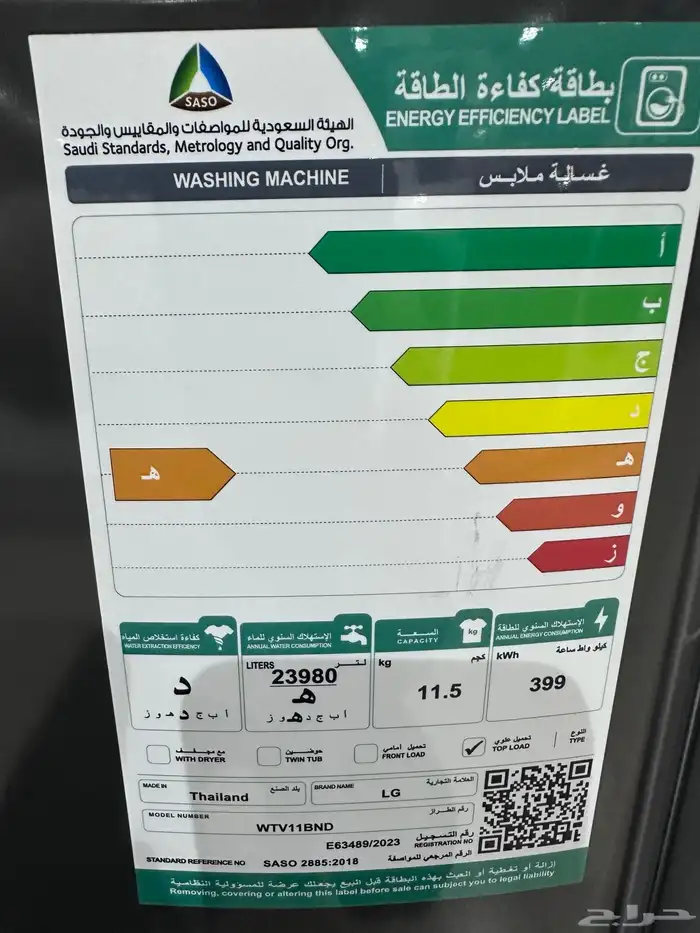 SASO
الهيئة السعودية للمواصفات والمقاييس والجودة
Saudi Standards, Metrology and Quality Org.
بطاقة كفاءة الطاقة
ENERGY EFFICIENCY LABEL
WASHING MACHINE
غسالة ملابس
أ
ب
ج
د
هـ
هـ
و
ز
كفاءة استخلاص المياه
WATER EXTRACTION EFFICIENCY
د
أ ب ج د هـ و ز
الإستهلاك السنوي للماء
ANNUAL WATER CONSUMPTION
LITERS لتـر
23980
هـ
أ ب ج د هـ و ز
السعـة
CAPACITY
kg
kg كجم
11.5
الإستهلاك السنوي للطاقة
ANNUAL ENERGY CONSUMPTION
kWh كيلو واط ساعة
399
مع مجفف
WITH DRYER
حوضين
TWIN TUB
تحميل أمامي
FRONT LOAD
تحميل علوي
TOP LOAD
النوع
TYPE
MADE IN بلد الصنع
Thailand
BRAND NAME العلامة التجارية
LG
MODEL NUMBER رقم الطراز
WTV11BND
E63489/2023 رقم التسجيل
REGISTRATION NO
STANDARD REFERENCE NO SASO 2885:2018 الرقم المرجعي للمواصفة
إزالة أو تغطية أو العبث بهذه البطاقة قبل البيع يجعلك عرضة للمسؤولية النظامية
Removing, covering or altering this label before sale can subject you to legal liability
حراج